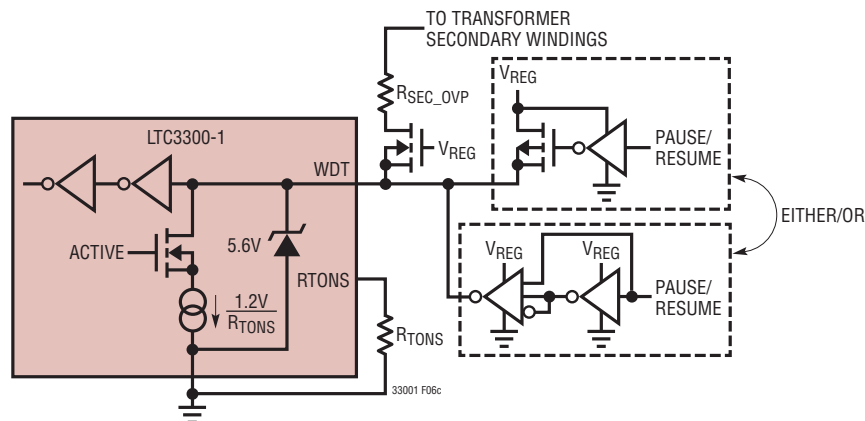 TO TRANSFORMER
SECONDARY WINDINGS
RSEC_OVP
VREG
VREG
PAUSE/
RESUME
LTC3300-1
WDT
ACTIVE
5.6V
1.2V
RTONS
RTONS
RTONS
33001 F06c
EITHER/OR
VREG
VREG
PAUSE/
RESUME